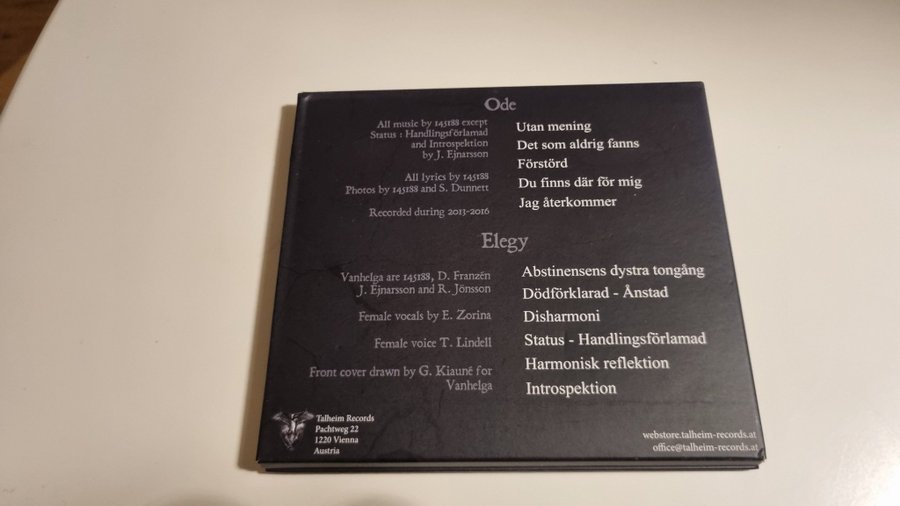 Ode
All music by 145188 except
Status : Handlingsförlamad
and Introspektion
by J. Ejnarsson
All lyrics by 145188
Photos by 145188 and S. Dunnett
Recorded during 2013-2016
Utan mening
Det som aldrig fanns
Förstörd
Du finns där för mig
Jag återkommer
Elegy
Vanhelga are 145188, D. Franzén
J. Ejnarsson and R. Jönsson
Female vocals by E. Zorina
Female voice T. Lindell
Front cover drawn by G. Kiauné for
Vanhelga
Abstinensens dystra tongång
Dödförklarad - Ånstad
Disharmoni
Status - Handlingsförlamad
Harmonisk reflektion
Introspektion
Talheim Records
Pachtweg 22
1220 Vienna
Austria
webstore.talheim-records.at
office@talheim-records.at